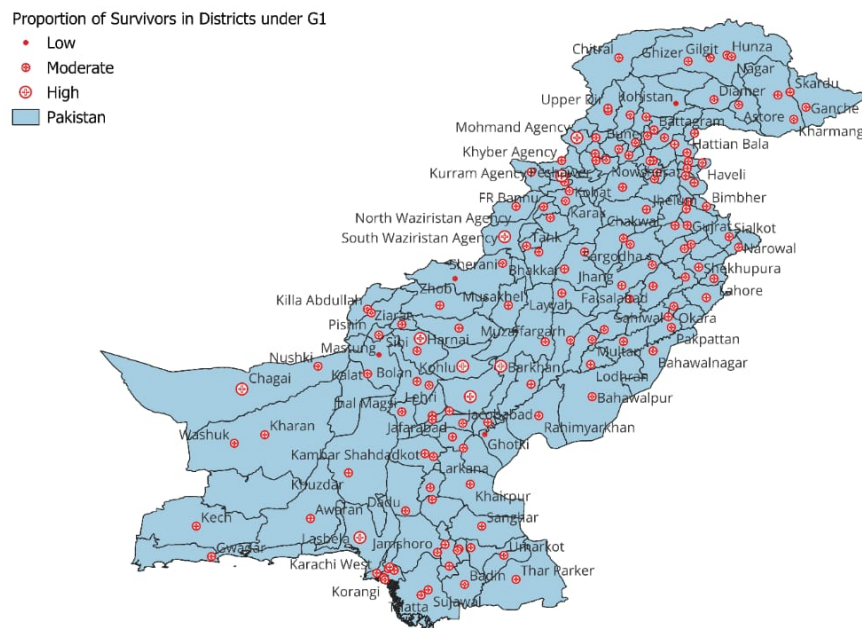 Proportion of Survivors in Districts under G1
Low
Moderate
High
Pakistan
Chitral
Ghizer
Gilgit
Hunza
Nagar
Skardu
Upper Dir
Kohistan
Diamer
Ganche
Astore
Kharmang
Mohmand Agency
Buner
Battagram
Hattian Bala
Khyber Agency
Kurram Agency
Haveli
Kohat
FR Bannu
Karak
Jhelum
Bimbher
North Waziristan Agency
Chakwal
Gujrat
Sialkot
South Waziristan Agency
Tank
Narowal
Sherani
Bhakkar
Sargodha
Shekhupura
Zhob
Musakhel
Layyah
Jhang
Faisalabad
Lahore
Killa Abdullah
Ziarat
Pishin
Sahiwal
Okara
Mastung
Sibi
Harnai
Muzaffargarh
Pakpattan
Nushki
Multan
Bahawalnagar
Chagai
Kalat
Bolan
Kohlu
Barkhan
Lodhran
Lehri
Jhal Magsi
Bahawalpur
Washuk
Kharan
Jafarabad
Jacobabad
Rahimyarkhan
Ghotki
Kambar Shahdadkot
Larkana
Khuzdar
Khairpur
Kech
Awaran
Dadu
Sanghar
Gwadar
Lasbela
Jamshoro
Umarkot
Karachi West
Badin
Thar Parker
Korangi
Thatta
Sujawal